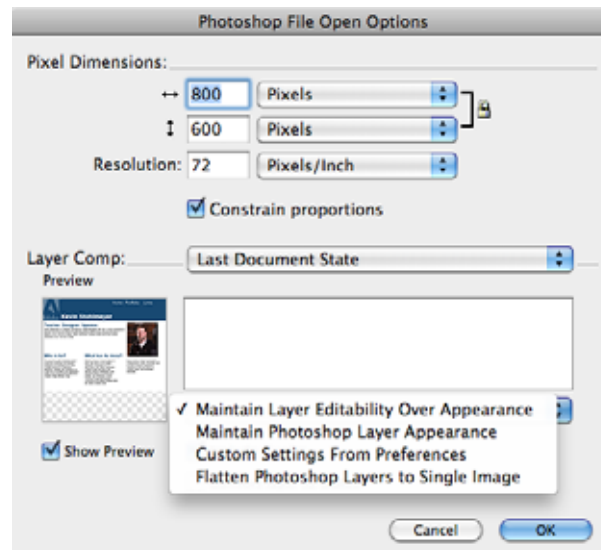 Photoshop File Open Options
Pixel Dimensions:
800 Pixels
600 Pixels
Resolution: 72 Pixels/Inch
Constrain proportions
Layer Comp: Last Document State
Preview
Maintain Layer Editability Over Appearance
Maintain Photoshop Layer Appearance
Show Preview
Custom Settings From Preferences
Flatten Photoshop Layers to Single Image
Cancel OK